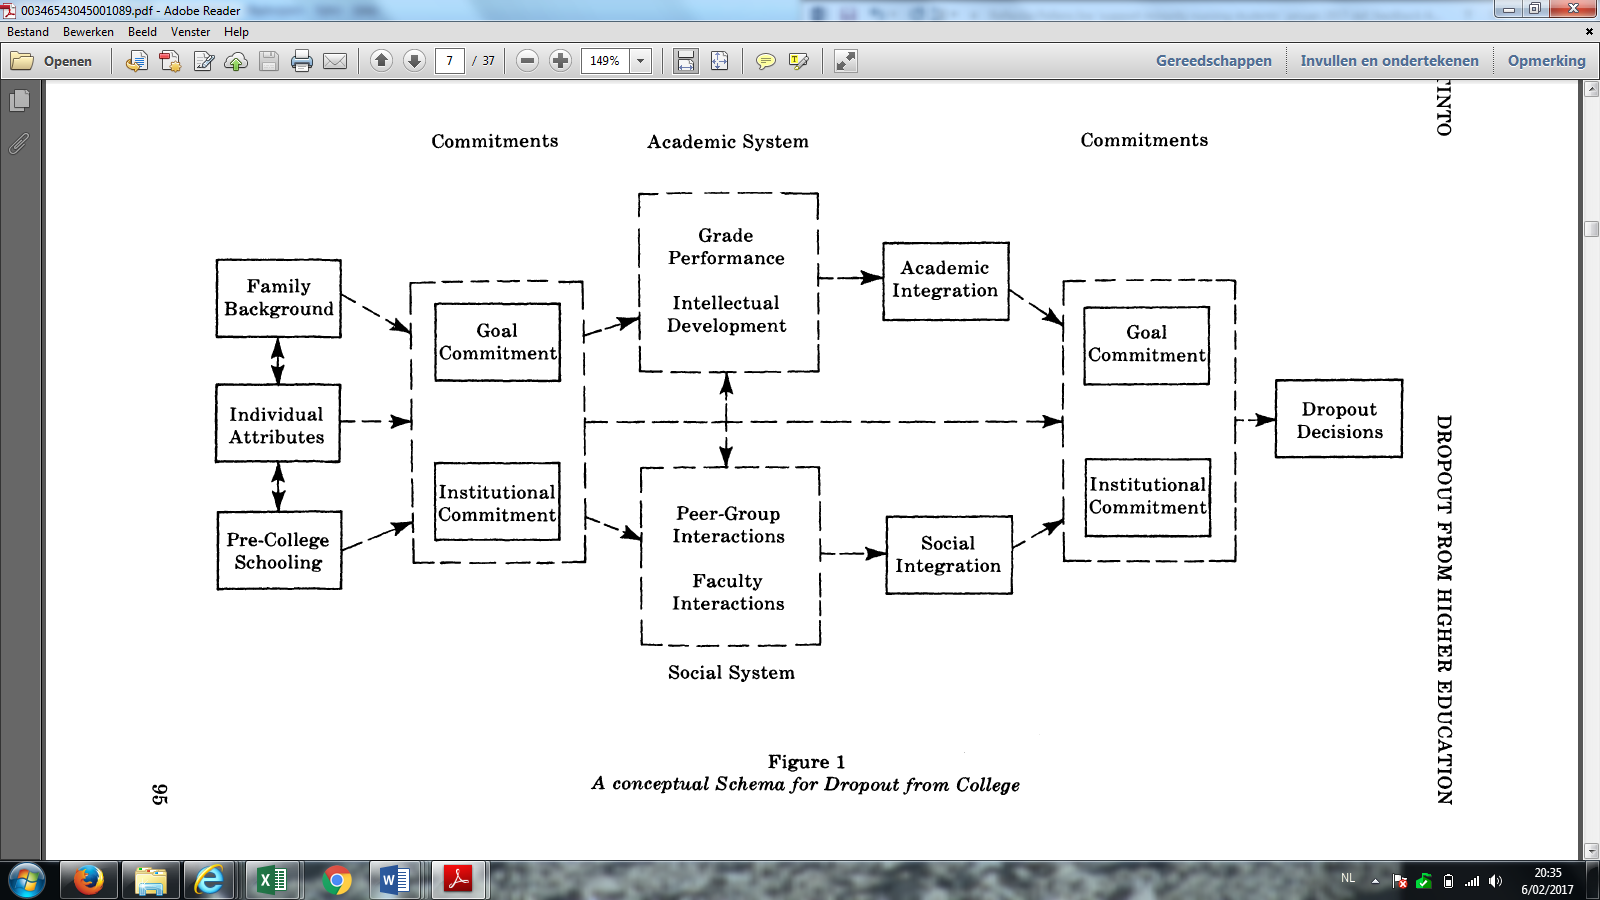 00346543045001089.pdf - Adobe Reader
Bestand Bewerken Beeld Venster Help
Openen
7 / 37
149%
Gereedschappen Invullen en ondertekenen Opmerking
TINTO
Commitments Academic System Commitments
Grade
Performance
Intellectual
Development
Family
Background
Academic
Integration
Goal
Commitment
Goal
Commitment
Individual
Attributes
Dropout
Decisions
Institutional
Commitment
Institutional
Commitment
Pre-College
Schooling
Peer-Group
Interactions
Faculty
Interactions
Social
Integration
Social System
DROPOUT FROM HIGHER EDUCATION
Figure 1
A conceptual Schema for Dropout from College
95
NL
20:35
6/02/2017